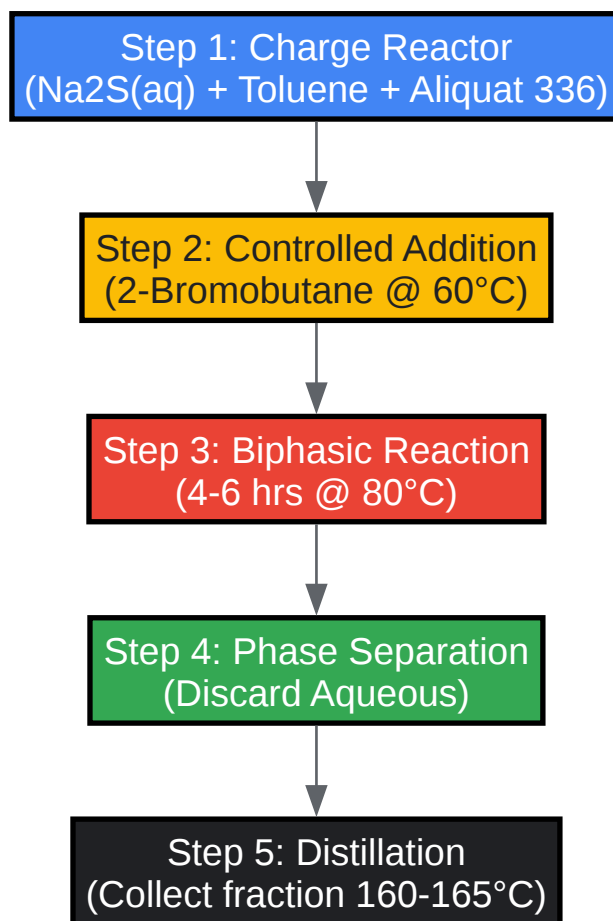 Step 1: Charge Reactor
(Na2S(aq) + Toluene + Aliquat 336)
Step 2: Controlled Addition
(2-Bromobutane @ 60°C)
Step 3: Biphasic Reaction
(4-6 hrs @ 80°C)
Step 4: Phase Separation
(Discard Aqueous)
Step 5: Distillation
(Collect fraction 160-165°C)